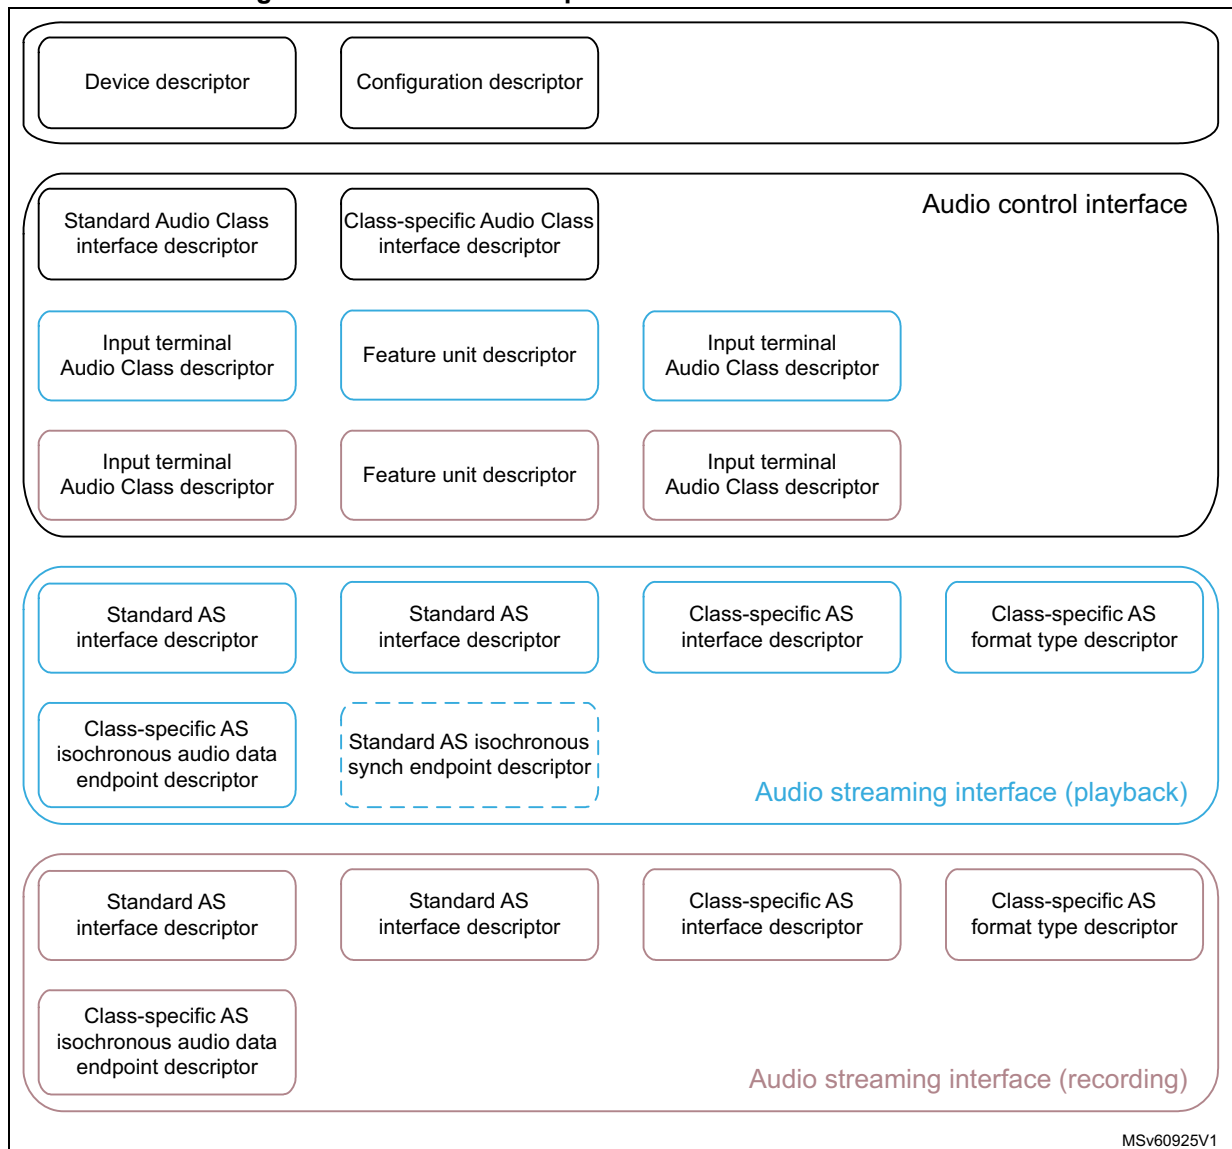 Device descriptor
Configuration descriptor
Audio control interface
Standard Audio Class
interface descriptor
Class-specific Audio Class
interface descriptor
Input terminal
Audio Class descriptor
Feature unit descriptor
Input terminal
Audio Class descriptor
Input terminal
Audio Class descriptor
Feature unit descriptor
Input terminal
Audio Class descriptor
Standard AS
interface descriptor
Standard AS
interface descriptor
Class-specific AS
interface descriptor
Class-specific AS
format type descriptor
Class-specific AS
isochronous audio data
endpoint descriptor
Standard AS isochronous
synch endpoint descriptor
Audio streaming interface (playback)
Standard AS
interface descriptor
Standard AS
interface descriptor
Class-specific AS
interface descriptor
Class-specific AS
format type descriptor
Class-specific AS
isochronous audio data
endpoint descriptor
Audio streaming interface (recording)
MSv60925V1